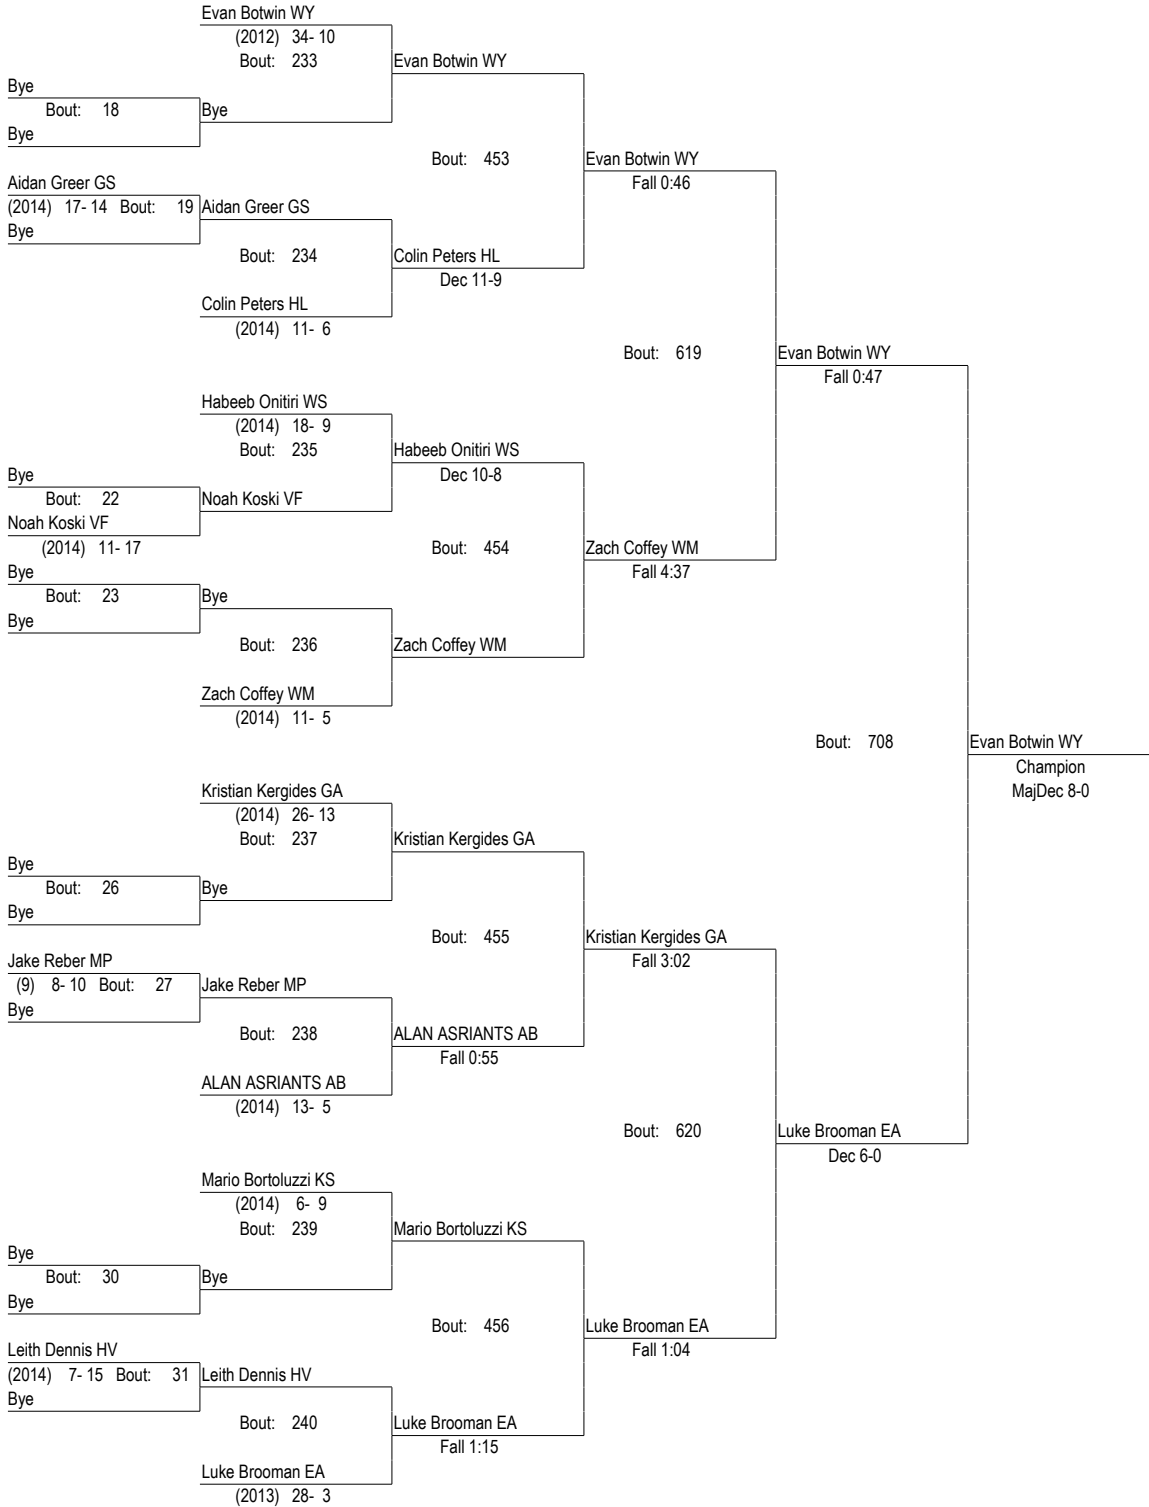 Evan Botwin WY
(2012) 34- 10
Bout: 233
Evan Botwin WY
Bye
Bout: 18
Bye
Bye
Bout: 453
Evan Botwin WY
Fall 0:46
Aidan Greer GS
(2014) 17- 14 Bout: 19
Aidan Greer GS
Bye
Bout: 234
Colin Peters HL
Dec 11-9
Colin Peters HL
(2014) 11- 6
Bout: 619
Evan Botwin WY
Fall 0:47
Habeeb Onitiri WS
(2014) 18- 9
Bout: 235
Habeeb Onitiri WS
Dec 10-8
Bye
Bout: 22
Noah Koski VF
Noah Koski VF
(2014) 11- 17
Bout: 454
Zach Coffey WM
Fall 4:37
Bye
Bout: 23
Bye
Bye
Bout: 236
Zach Coffey WM
Zach Coffey WM
(2014) 11- 5
Bout: 708
Evan Botwin WY
Champion
MajDec 8-0
Kristian Kergides GA
(2014) 26- 13
Bout: 237
Kristian Kergides GA
Bye
Bout: 26
Bye
Bye
Bout: 455
Kristian Kergides GA
Fall 3:02
Jake Reber MP
(9) 8- 10 Bout: 27
Jake Reber MP
Bye
Bout: 238
ALAN ASRIANTS AB
Fall 0:55
ALAN ASRIANTS AB
(2014) 13- 5
Bout: 620
Luke Brooman EA
Dec 6-0
Mario Bortoluzzi KS
(2014) 6- 9
Bout: 239
Mario Bortoluzzi KS
Bye
Bout: 30
Bye
Bye
Bout: 456
Luke Brooman EA
Fall 1:04
Leith Dennis HV
(2014) 7- 15 Bout: 31
Leith Dennis HV
Bye
Bout: 240
Luke Brooman EA
Fall 1:15
Luke Brooman EA
(2013) 28- 3